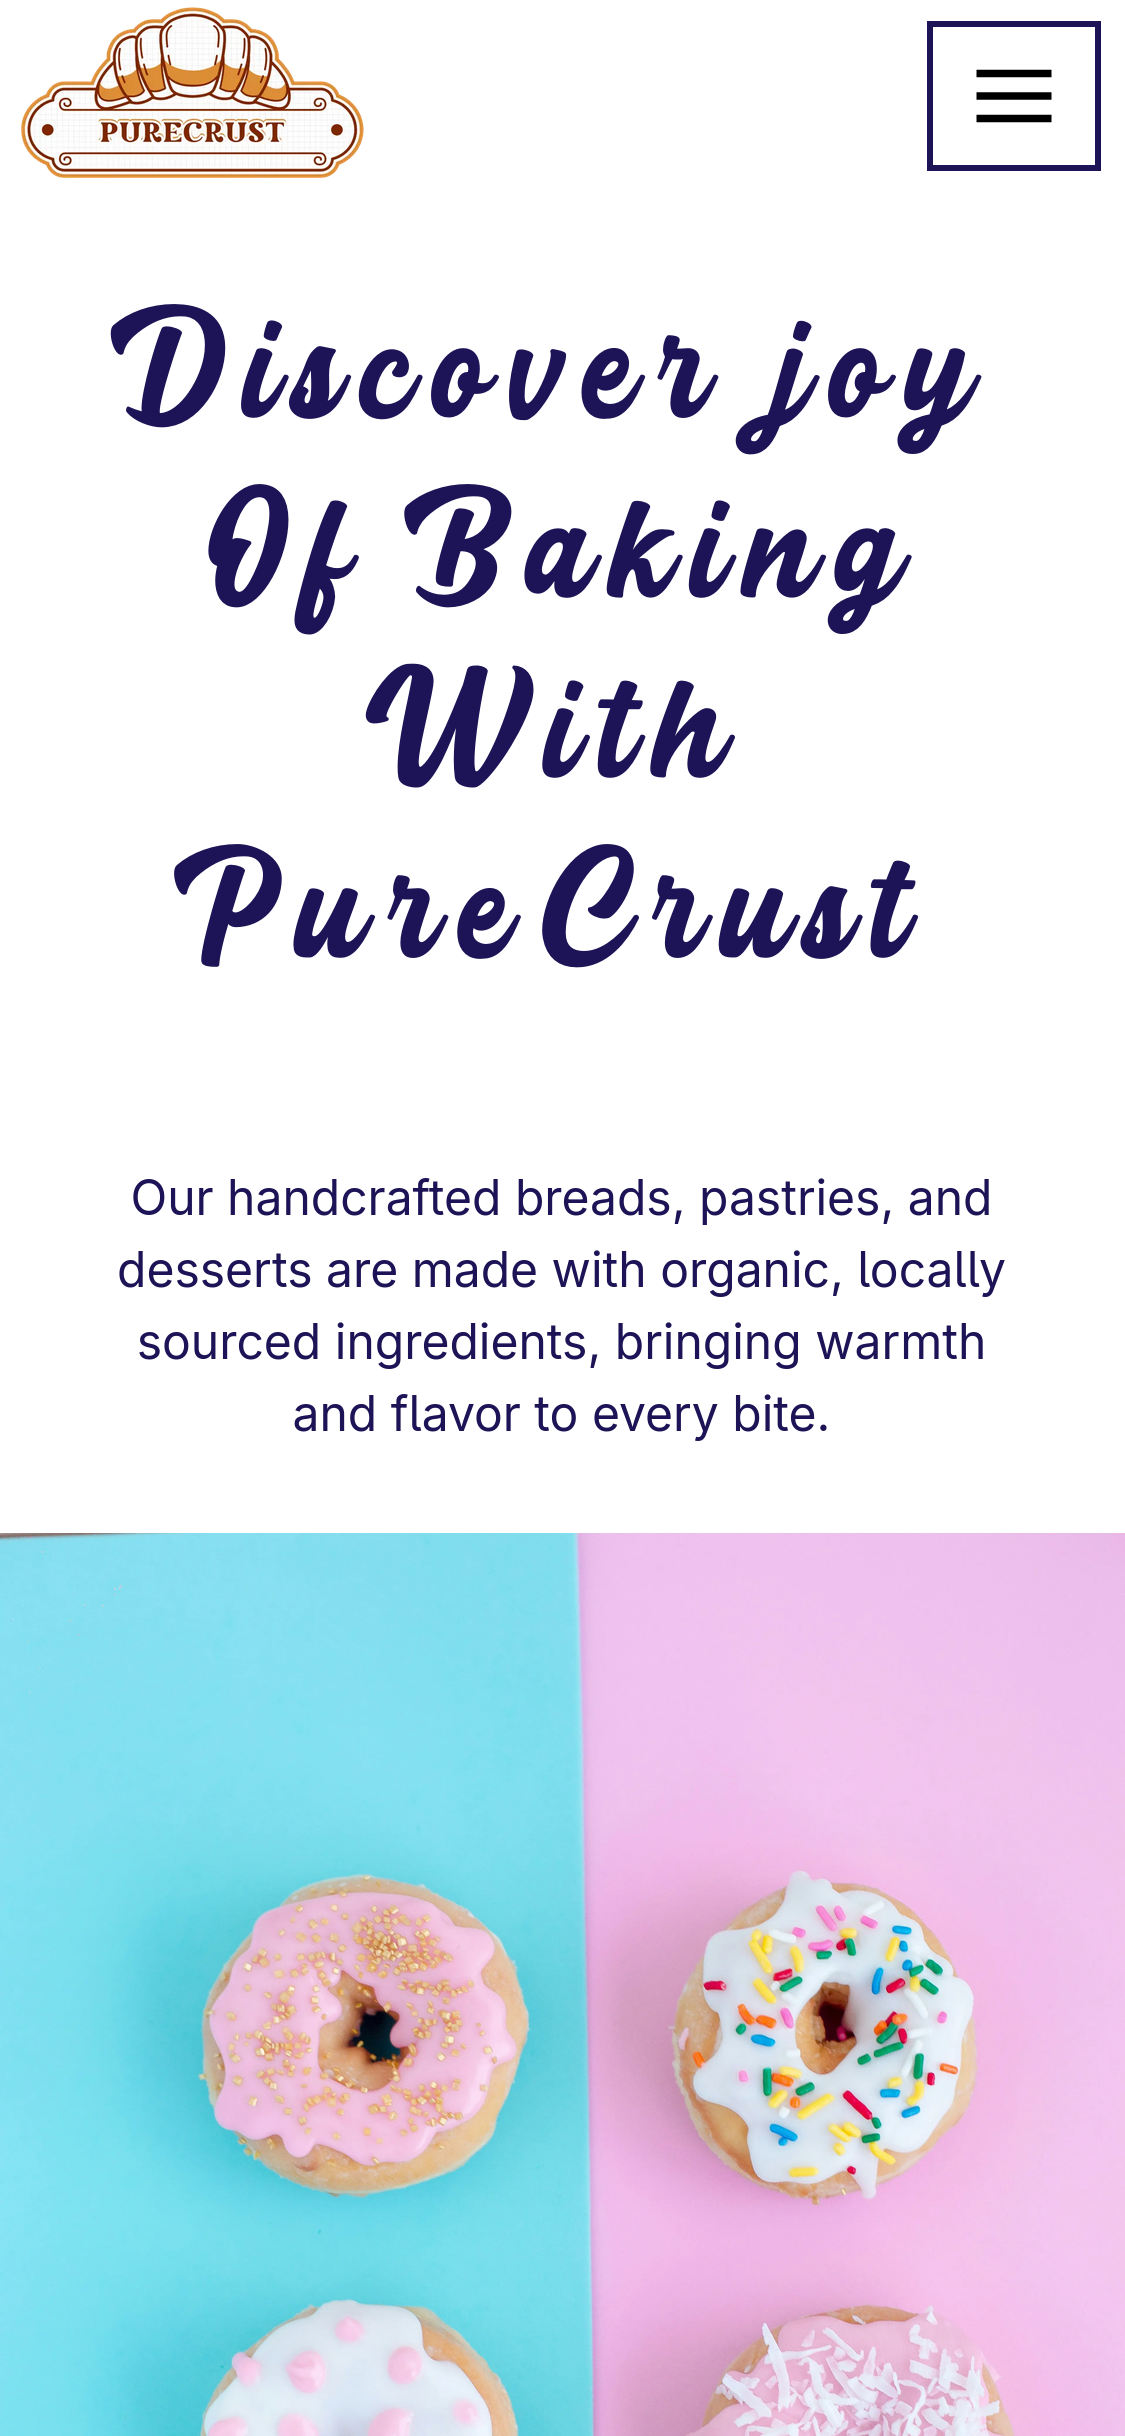 PURECRUST
Discover joy
Of Baking
With
PureCrust
Our handcrafted breads, pastries, and
desserts are made with organic, locally
sourced ingredients, bringing warmth
and flavor to every bite.